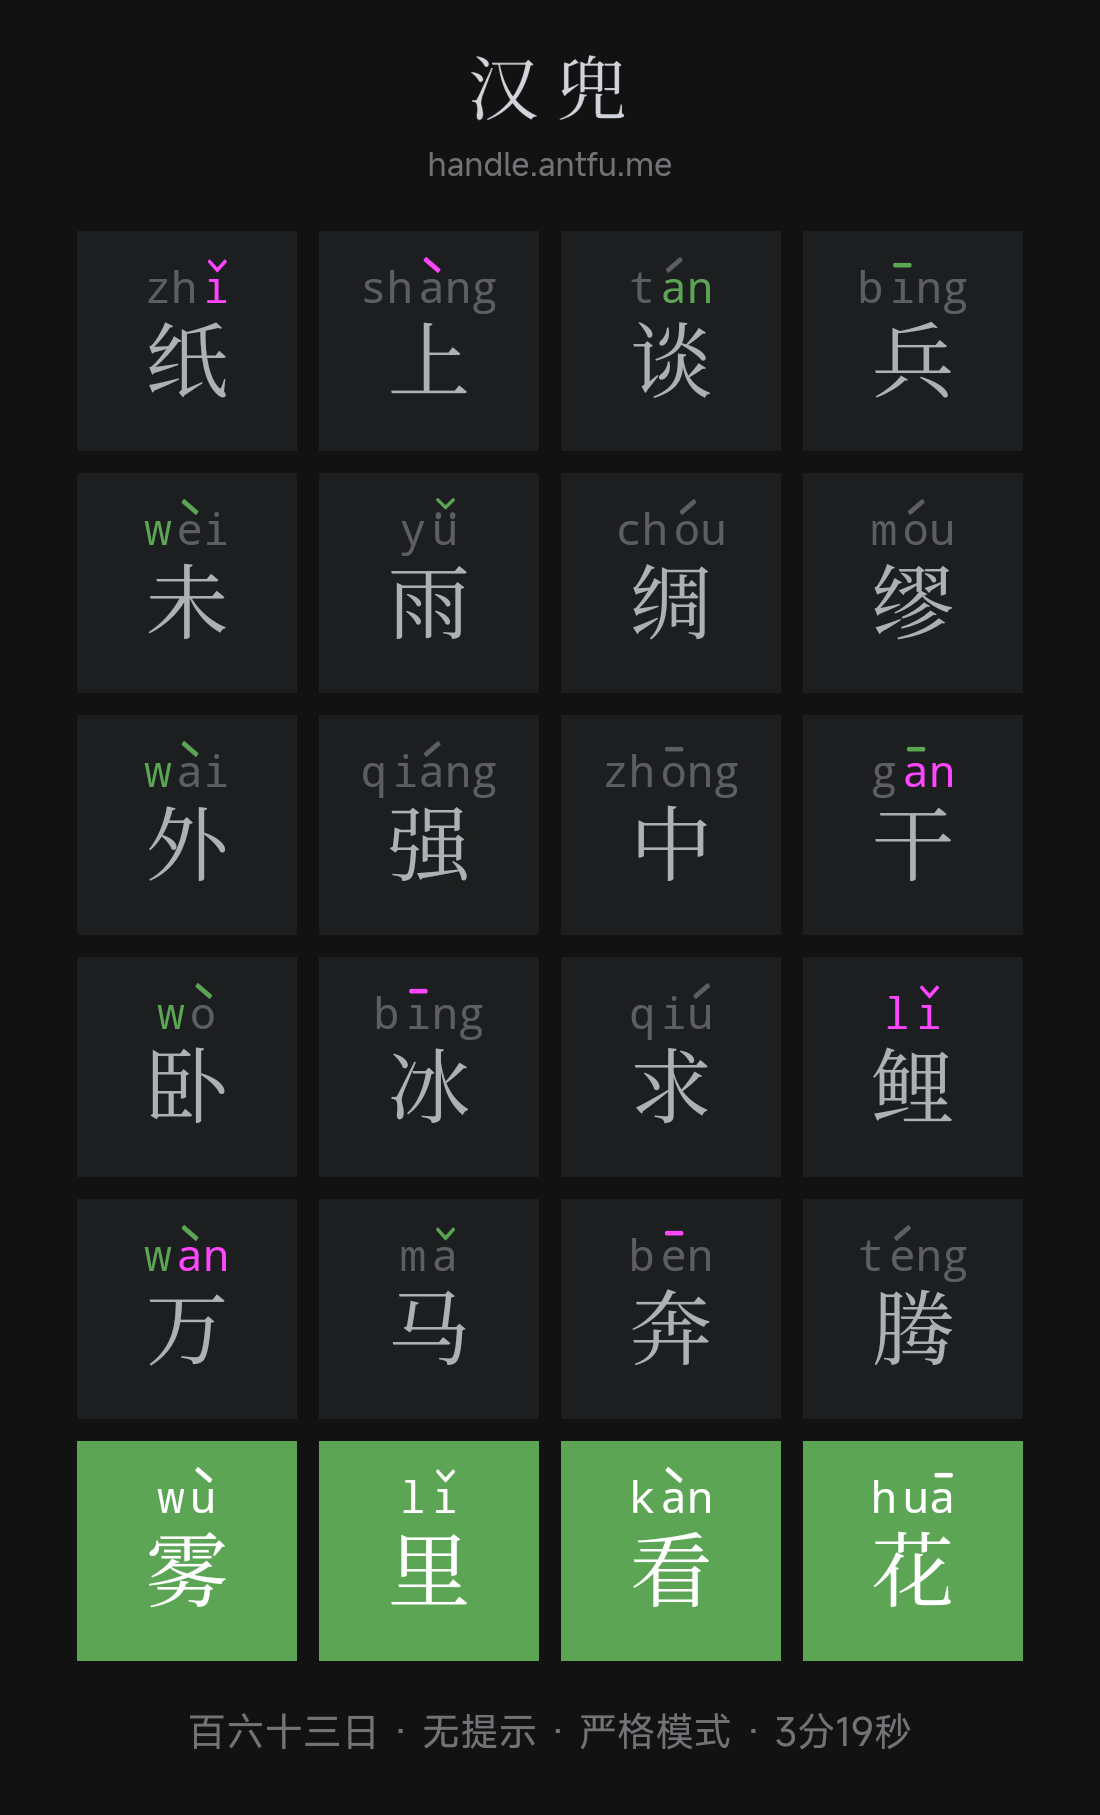 汉兜
handle.antfu.me
zhǐ shàng tán bīng
纸上谈兵
wèi yǚ chóu móu
未雨绸缪
wài qiáng zhōng gān
外强中干
wò bīng qiú lǐ
卧冰求鲤
wàn mǎ bēn téng
万马奔腾
wù lǐ kàn huā
雾里看花
百六十三日 · 无提示 · 严格模式 · 3分19秒